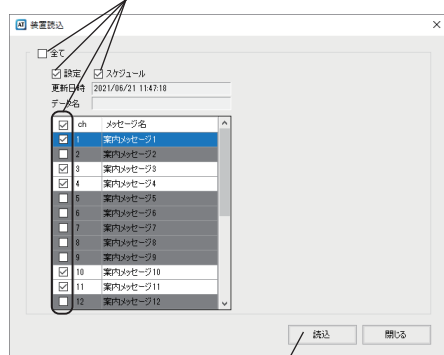 AT 装置読込
全て
設定 スケジュール
更新日時 2021/06/21 11:47:18
データ名
ch メッセージ名
1 案内メッセージ1
2 案内メッセージ2
3 案内メッセージ3
4 案内メッセージ4
5 案内メッセージ5
6 案内メッセージ6
7 案内メッセージ7
8 案内メッセージ8
9 案内メッセージ9
10 案内メッセージ10
11 案内メッセージ11
12 案内メッセージ12
読込 閉じる